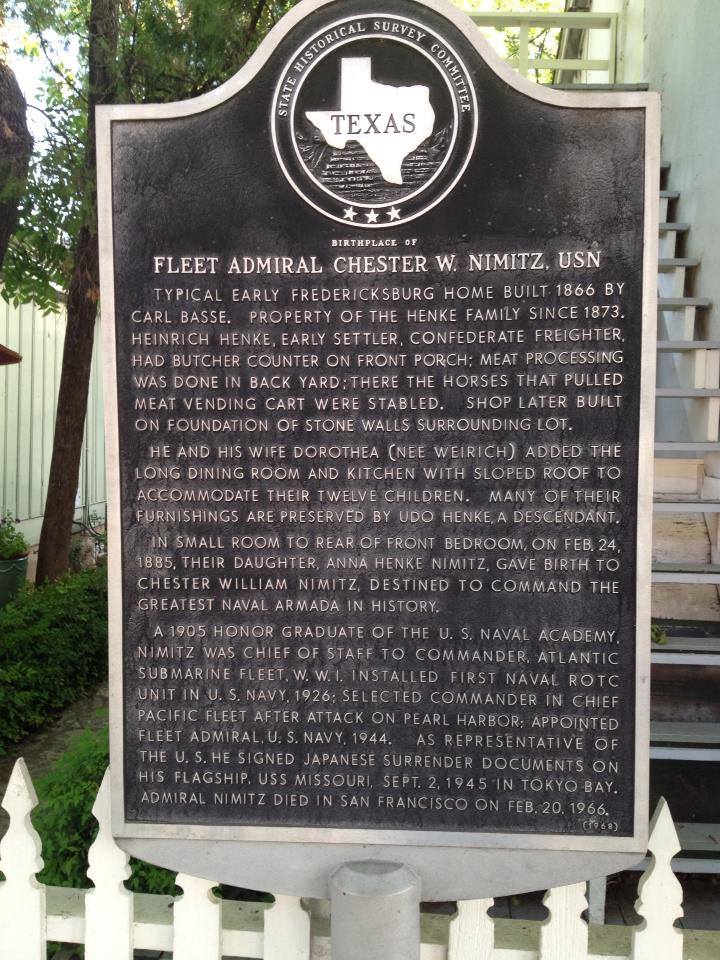 STATE HISTORICAL SURVEY COMMITTEE
TEXAS
BIRTHPLACE OF
FLEET ADMIRAL CHESTER W. NIMITZ, USN
TYPICAL EARLY FREDERICKSBURG HOME BUILT 1866 BY
CARL BASSE. PROPERTY OF THE HENKE FAMILY SINCE 1873.
HEINRICH HENKE, EARLY SETTLER, CONFEDERATE FREIGHTER,
HAD BUTCHER COUNTER ON FRONT PORCH; MEAT PROCESSING
WAS DONE IN BACK YARD; THERE THE HORSES THAT PULLED
MEAT VENDING CART WERE STABLED. SHOP LATER BUILT
ON FOUNDATION OF STONE WALLS SURROUNDING LOT.
HE AND HIS WIFE DOROTHEA (NEE WEIRICH) ADDED THE
LONG DINING ROOM AND KITCHEN WITH SLOPED ROOF TO
ACCOMMODATE THEIR TWELVE CHILDREN. MANY OF THEIR
FURNISHINGS ARE PRESERVED BY UDO HENKE, A DESCENDANT.
IN SMALL ROOM TO REAR OF FRONT BEDROOM, ON FEB. 24,
1885, THEIR DAUGHTER, ANNA HENKE NIMITZ, GAVE BIRTH TO
CHESTER WILLIAM NIMITZ, DESTINED TO COMMAND THE
GREATEST NAVAL ARMADA IN HISTORY.
A 1905 HONOR GRADUATE OF THE U. S. NAVAL ACADEMY,
NIMITZ WAS CHIEF OF STAFF TO COMMANDER, ATLANTIC
SUBMARINE FLEET, W. W. I. INSTALLED FIRST NAVAL ROTC
UNIT IN U. S. NAVY, 1926; SELECTED COMMANDER IN CHIEF
PACIFIC FLEET AFTER ATTACK ON PEARL HARBOR; APPOINTED
FLEET ADMIRAL, U. S. NAVY, 1944. AS REPRESENTATIVE OF
THE U. S. HE SIGNED JAPANESE SURRENDER DOCUMENTS ON
HIS FLAGSHIP, USS MISSOURI, SEPT. 2, 1945 IN TOKYO BAY.
ADMIRAL NIMITZ DIED IN SAN FRANCISCO ON FEB. 20, 1966.
(1968)